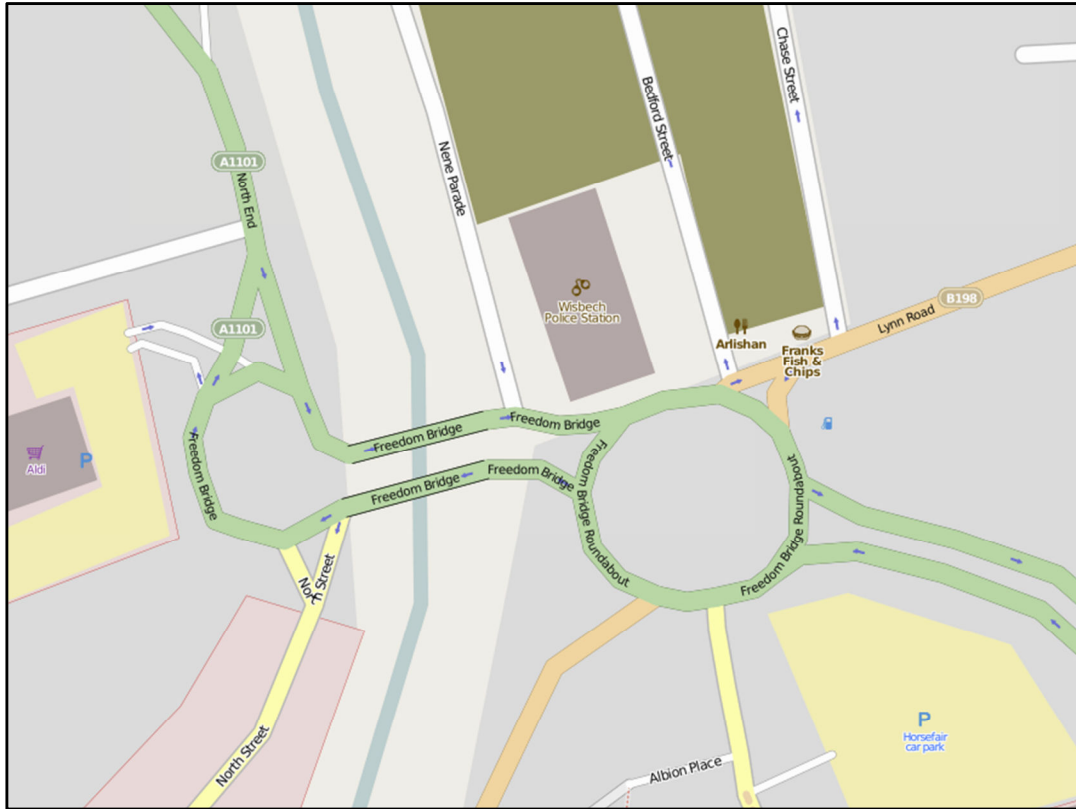 Chase Street
Bedford Street
Nene Parade
A1101
North End
Wisbech
Police Station
B198
Lynn Road
A1101
Arlishan
Franks
Fish &
Chips
Freedom Bridge
Freedom Bridge
Freedom Bridge
Freedom Bridge
Freedom Bridge
Aldi
P
Freedom Bridge Roundabout
Freedom Bridge Roundabout
Freedom Bridge Roundabout
North Street
North Street
P
Horsefair
car park
Albion Place